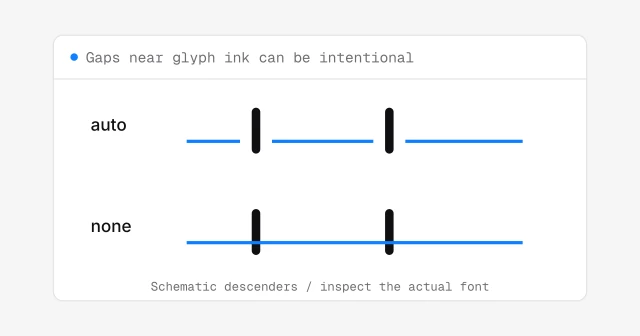 Gaps near glyph ink can be intentional
auto
none
Schematic descenders / inspect the actual font